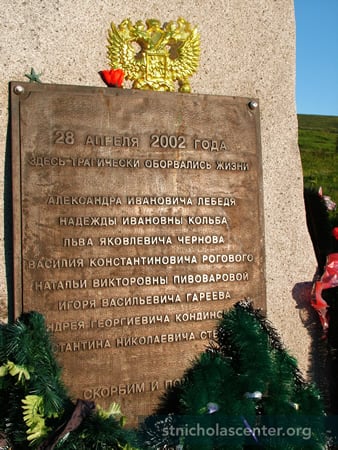 28 АПРЕЛЯ 2002 ГОДА
ЗДЕСЬ ТРАГИЧЕСКИ ОБОРВАЛИСЬ ЖИЗНИ
АЛЕКСАНДРА ИВАНОВИЧА ЛЕБЕДЯ
НАДЕЖДЫ ИВАНОВНЫ КОЛЬБА
ЛЬВА ЯКОВЛЕВИЧА ЧЕРНОВА
ВАСИЛИЯ КОНСТАНТИНОВИЧА РОГОВОГО
НАТАЛЬИ ВИКТОРОВНЫ ПИВОВАРОВОЙ
ИГОРЯ ВАСИЛЬЕВИЧА ГАРЕЕВА
ГЕОРГИЕВИЧА
НИКОЛАЕВИЧА
СКОРБИМ И
stnicholascenter.org